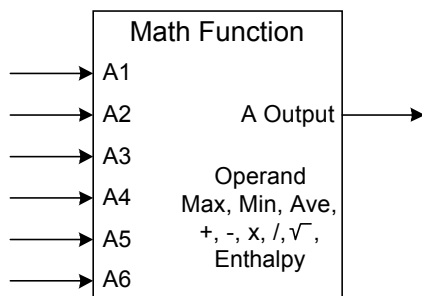 Math Function
A1
A2
A Output
A3
A4
Operand
Max, Min, Ave,
A5
+, -, x, /, √‾,
Enthalpy
A6